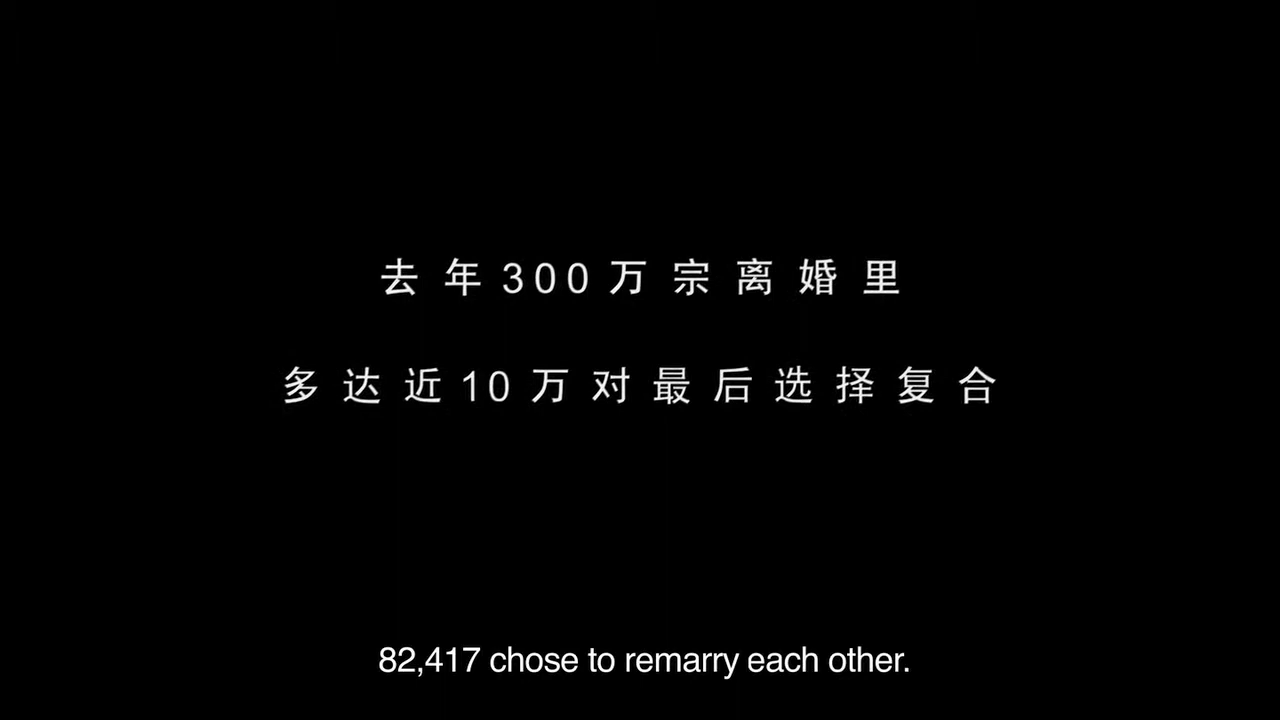 去年300万宗离婚里
多达近10万对最后选择复合
82,417 chose to remarry each other.